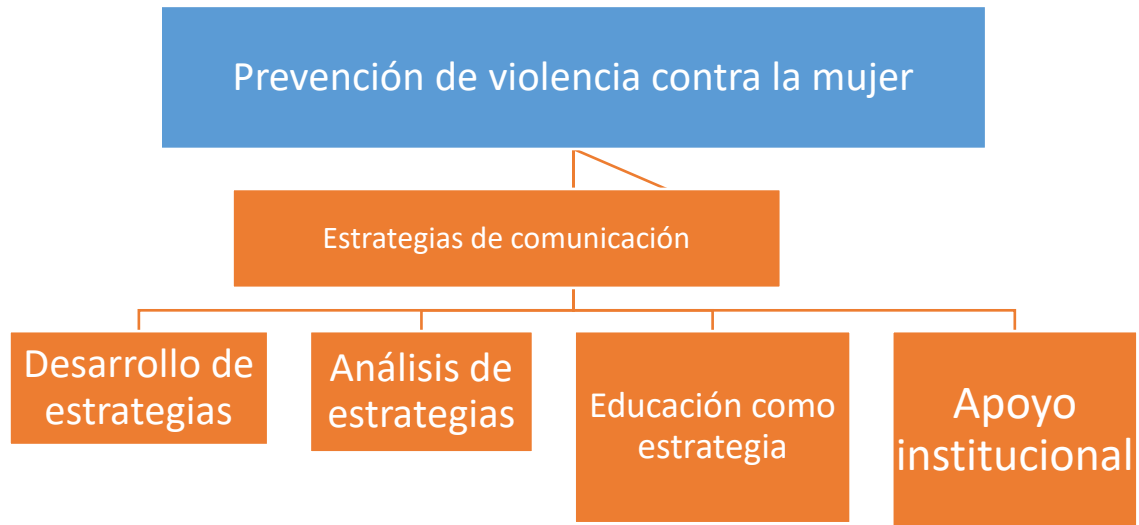 Prevención de violencia contra la mujer
Estrategias de comunicación
Desarrollo de
estrategias
Análisis de
estrategias
Educación como
estrategia
Apoyo
institucional